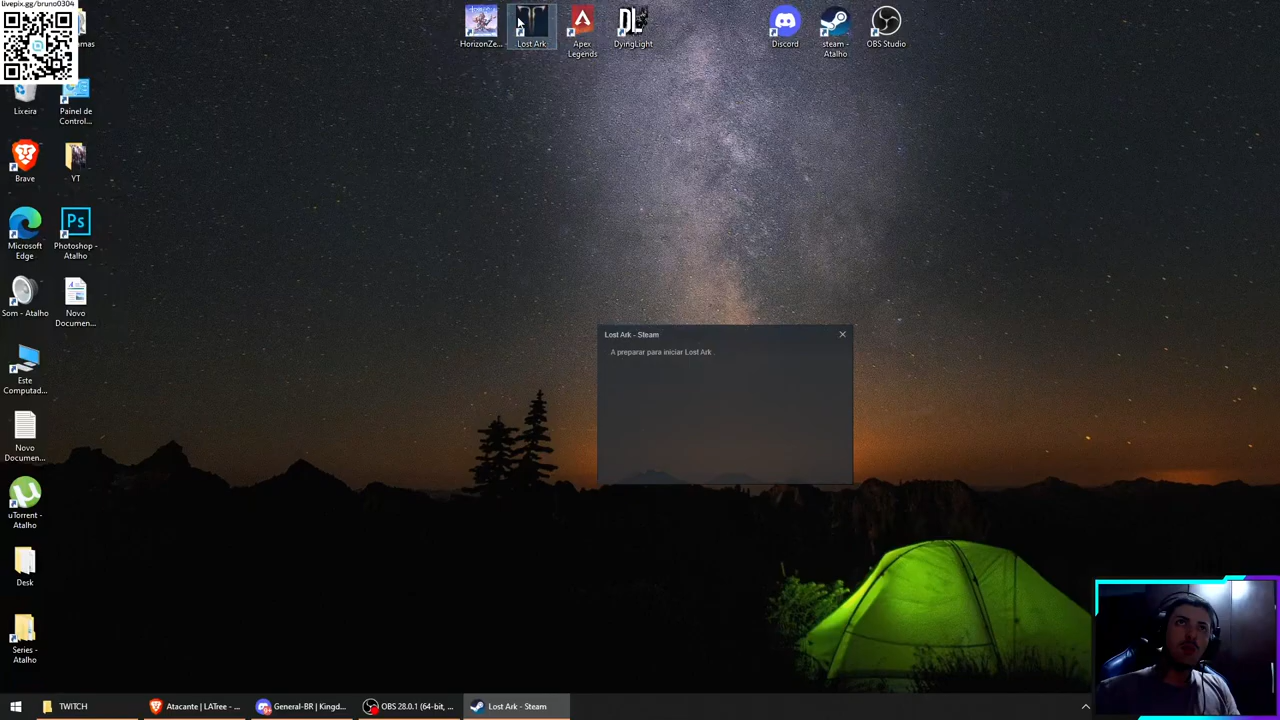 livepix.gg/bruno0304
HorizonZe...
Lost Ark
Apex
Legends
DyingLight
Discord
steam -
Atalho
OBS Studio
Lixeira
Painel de
Control...
Brave
YT
Microsoft
Edge
Photoshop -
Atalho
Som - Atalho
Novo
Documen...
Este
Computad...
Novo
Documen...
uTorrent -
Atalho
Desk
Series -
Atalho
Lost Ark - Steam
A preparar para iniciar Lost Ark
TWITCH
Atacante | LATree - ...
General-BR | Kingd...
OBS 28.0.1 (64-bit, ...
Lost Ark - Steam